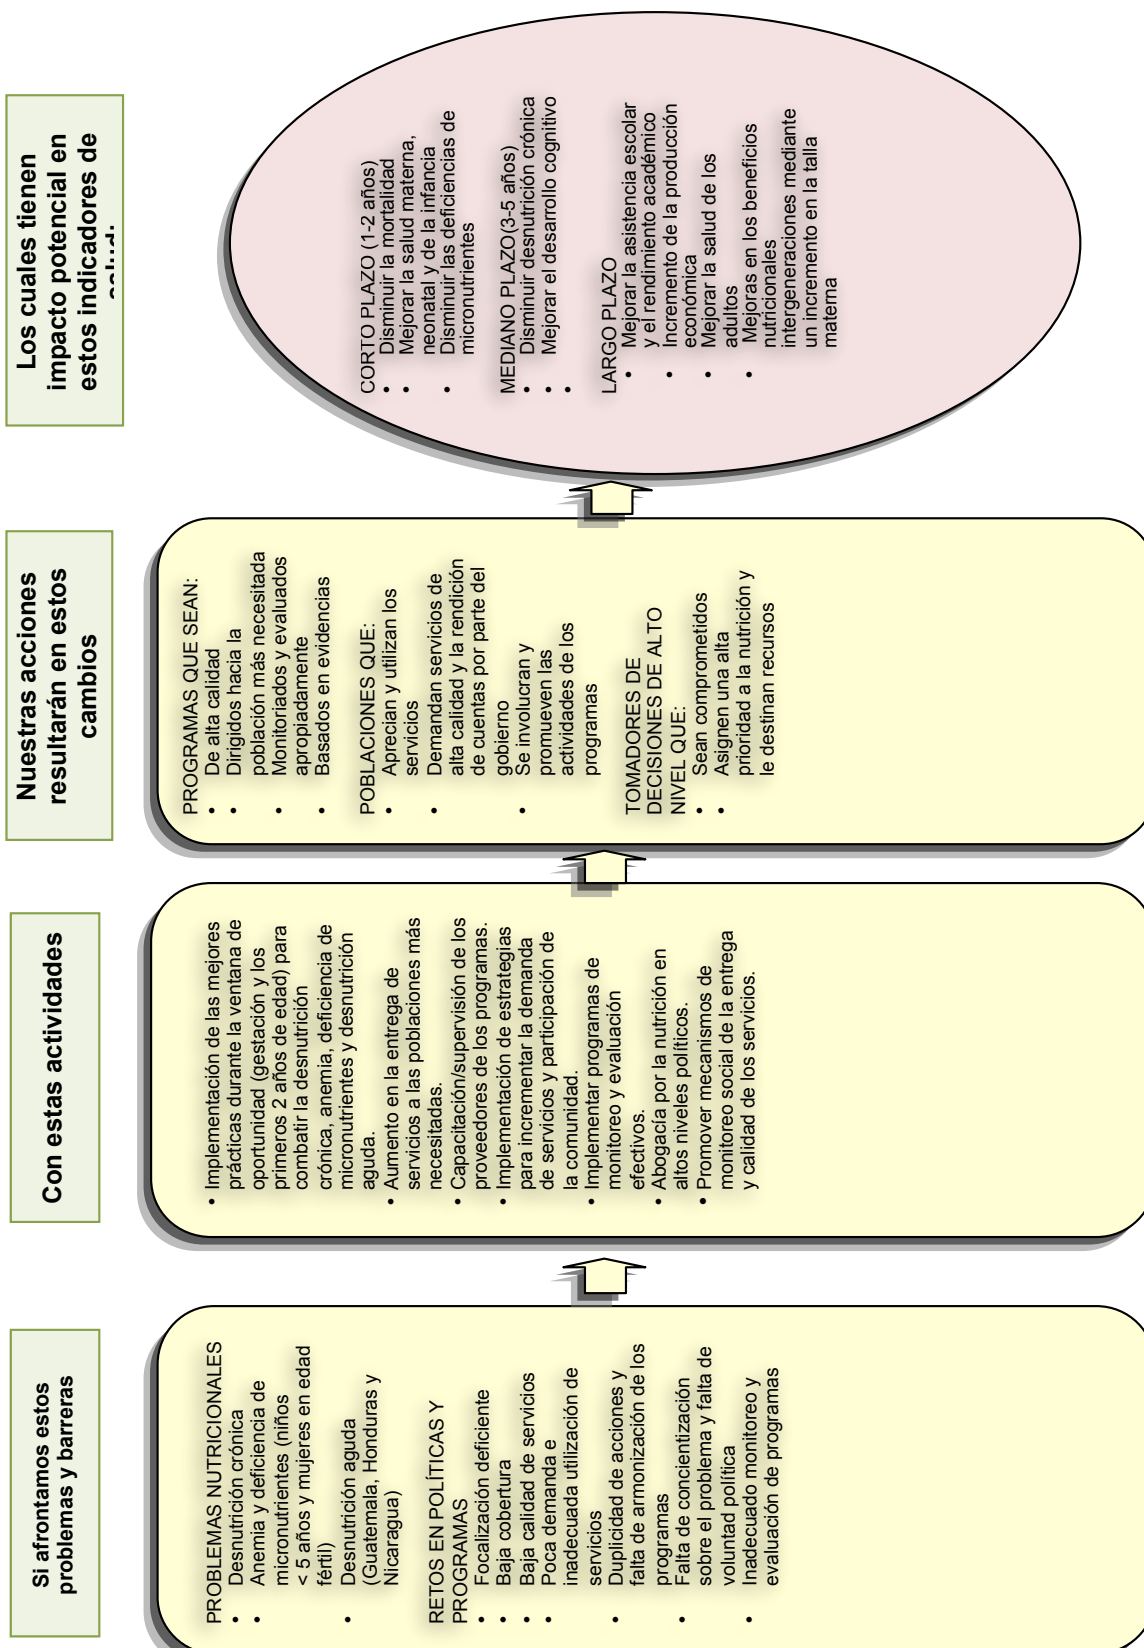 Si afrontamos estos
problemas y barreras
PROBLEMAS NUTRICIONALES
• Desnutrición crónica
• Anemia y deficiencia de
micronutrientes (niños
< 5 años y mujeres en edad
fértil)
• Desnutrición aguda
(Guatemala, Honduras y
Nicaragua)
RETOS EN POLÍTICAS Y
PROGRAMAS
• Focalización deficiente
• Baja cobertura
• Baja calidad de servicios
• Poca demanda e
inadecuada utilización de
servicios
• Duplicidad de acciones y
falta de armonización de los
programas
• Falta de concientización
sobre el problema y falta de
voluntad política
• Inadecuado monitoreo y
evaluación de programas
Con estas actividades
• Implementación de las mejores
prácticas durante la ventana de
oportunidad (gestación y los
primeros 2 años de edad) para
combatir la desnutrición
crónica, anemia, deficiencia de
micronutrientes y desnutrición
aguda.
• Aumento en la entrega de
servicios a las poblaciones más
necesitadas.
• Capacitación/supervisión de los
proveedores de los programas.
• Implementación de estrategias
para incrementar la demanda
de servicios y participación de
la comunidad.
• Implementar programas de
monitoreo y evaluación
efectivos.
• Abogacía por la nutrición en
altos niveles políticos.
• Promover mecanismos de
monitoreo social de la entrega
y calidad de los servicios.
Nuestras acciones
resultarán en estos
cambios
PROGRAMAS QUE SEAN:
• De alta calidad
• Dirigidos hacia la
población más necesitada
• Monitoriados y evaluados
apropiadamente
• Basados en evidencias
POBLACIONES QUE:
• Aprecian y utilizan los
servicios
• Demandan servicios de
alta calidad y la rendición
de cuentas por parte del
gobierno
• Se involucran y
promueven las
actividades de los
programas
TOMADORES DE
DECISIONES DE ALTO
NIVEL QUE:
• Sean comprometidos
• Asignen una alta
prioridad a la nutrición y
le destinan recursos
Los cuales tienen
impacto potencial en
estos indicadores de
CORTO PLAZO (1-2 años)
• Disminuir la mortalidad
• Mejorar la salud materna,
neonatal y de la infancia
• Disminuir las deficiencias de
micronutrientes
MEDIANO PLAZO(3-5 años)
• Disminuir desnutrición crónica
• Mejorar el desarrollo cognitivo
•
LARGO PLAZO
• Mejorar la asistencia escolar
y el rendimiento académico
• Incremento de la producción
económica
• Mejorar la salud de los
adultos
• Mejoras en los beneficios
nutricionales
intergeneraciones mediante
un incremento en la talla
materna